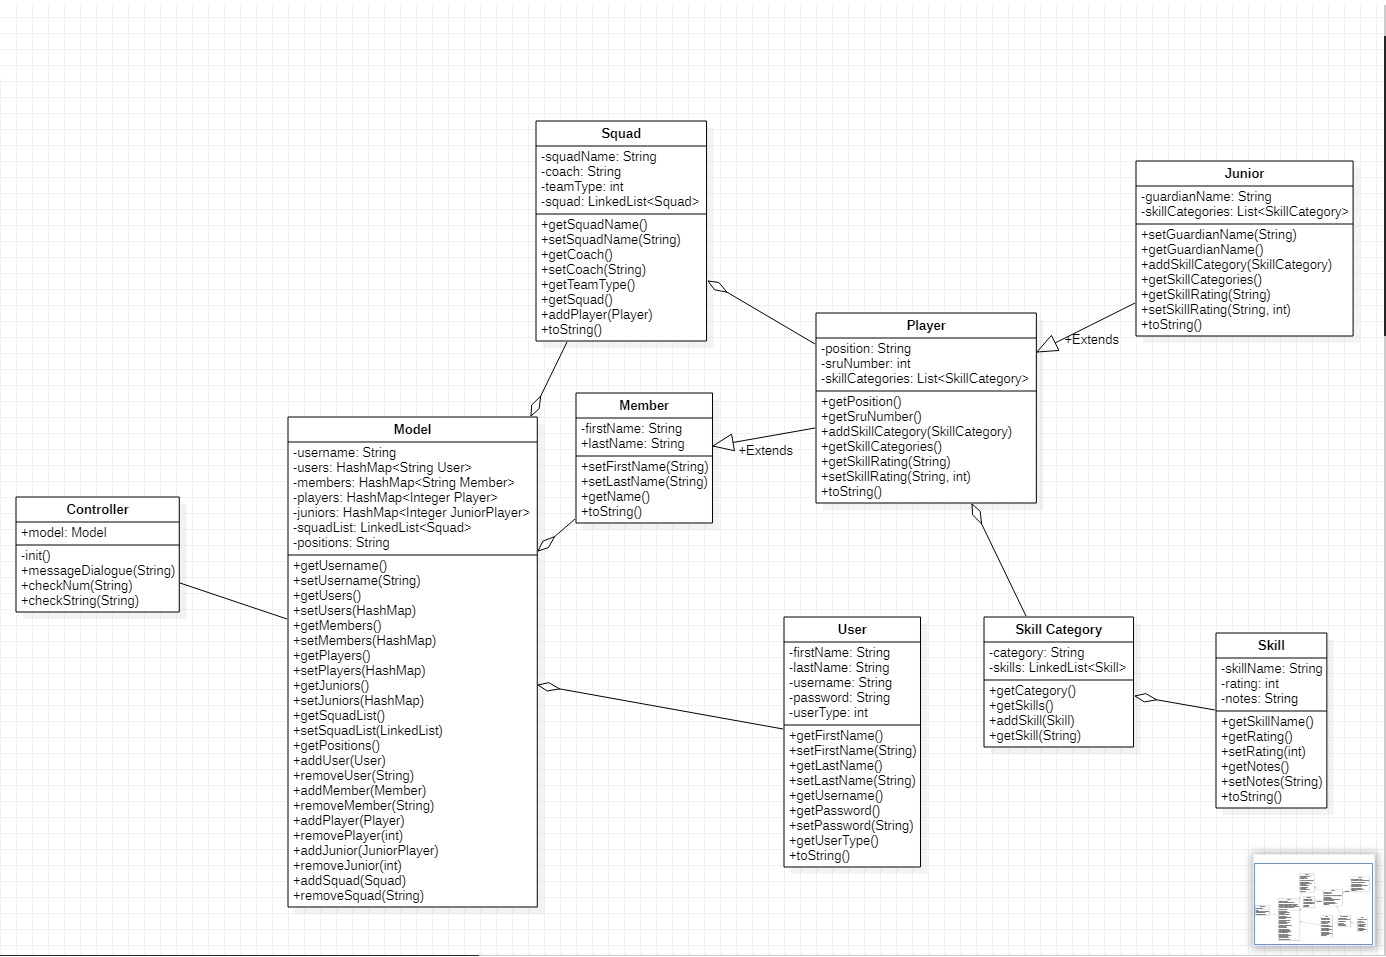 Squad
-squadName: String
-coach: String
-teamType: int
-squad: LinkedList<Squad>
+getSquadName()
+setSquadName(String)
+getCoach()
+setCoach(String)
+getTeamType()
+getSquad()
+addPlayer(Player)
+toString()
Junior
-guardianName: String
-skillCategories: List<SkillCategory>
+setGuardianName(String)
+getGuardianName()
+addSkillCategory(SkillCategory)
+getSkillCategories()
+getSkillRating(String)
+setSkillRating(String, int)
+toString()
+Extends
Player
-position: String
-sruNumber: int
-skillCategories: List<SkillCategory>
+getPosition()
+getSruNumber()
+addSkillCategory(SkillCategory)
+getSkillCategories()
+getSkillRating(String)
+setSkillRating(String, int)
+toString()
+Extends
Member
-firstName: String
+lastName: String
+setFirstName(String)
+setLastName(String)
+getName()
+toString()
Model
-username: String
-users: HashMap<String User>
-members: HashMap<String Member>
-players: HashMap<Integer Player>
-juniors: HashMap<Integer JuniorPlayer>
-squadList: LinkedList<Squad>
-positions: String
+getUsername()
+setUsername(String)
+getUsers()
+setUsers(HashMap)
+getMembers()
+setMembers(HashMap)
+getPlayers()
+setPlayers(HashMap)
+getJuniors()
+setJuniors(HashMap)
+getSquadList()
+setSquadList(LinkedList)
+getPositions()
+addUser(User)
+removeUser(String)
+addMember(Member)
+removeMember(String)
+addPlayer(Player)
+removePlayer(int)
+addJunior(JuniorPlayer)
+removeJunior(int)
+addSquad(Squad)
+removeSquad(String)
Controller
+model: Model
-init()
+messageDialogue(String)
+checkNum(String)
+checkString(String)
User
-firstName: String
-lastName: String
-username: String
-password: String
-userType: int
+getFirstName()
+setFirstName(String)
+getLastName()
+setLastName(String)
+getUsername()
+getPassword()
+setPassword(String)
+getUserType()
+toString()
Skill Category
-category: String
-skills: LinkedList<Skill>
+getCategory()
+getSkills()
+addSkill(Skill)
+getSkill(String)
Skill
-skillName: String
-rating: int
-notes: String
+getSkillName()
+getRating()
+setRating(int)
+getNotes()
+setNotes(String)
+toString()